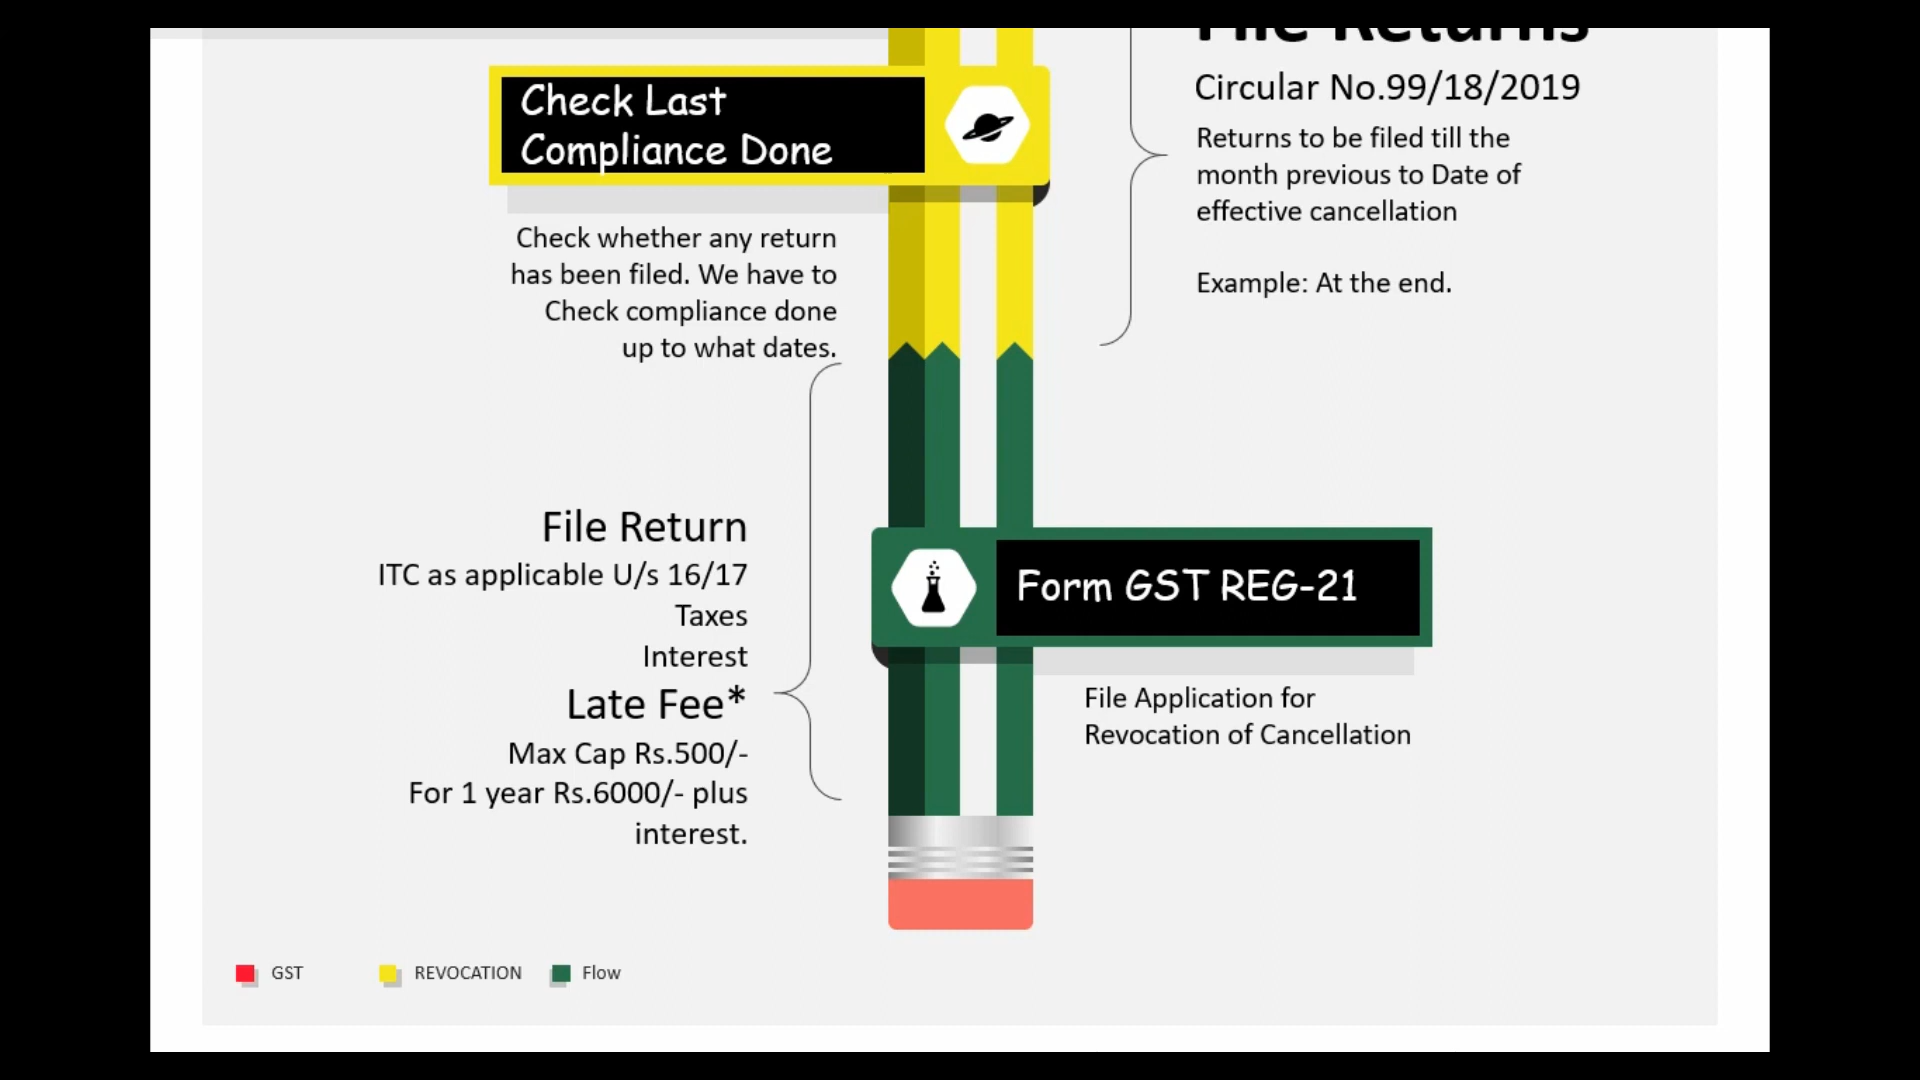 File Returns
Circular No.99/18/2019
Returns to be filed till the
month previous to Date of
effective cancellation
Example: At the end.
Check Last
Compliance Done
Check whether any return
has been filed. We have to
Check compliance done
up to what dates.
File Return
ITC as applicable U/s 16/17
Taxes
Interest
Late Fee*
Max Cap Rs.500/-
For 1 year Rs.6000/- plus
interest.
Form GST REG-21
File Application for
Revocation of Cancellation
GST
REVOCATION
Flow